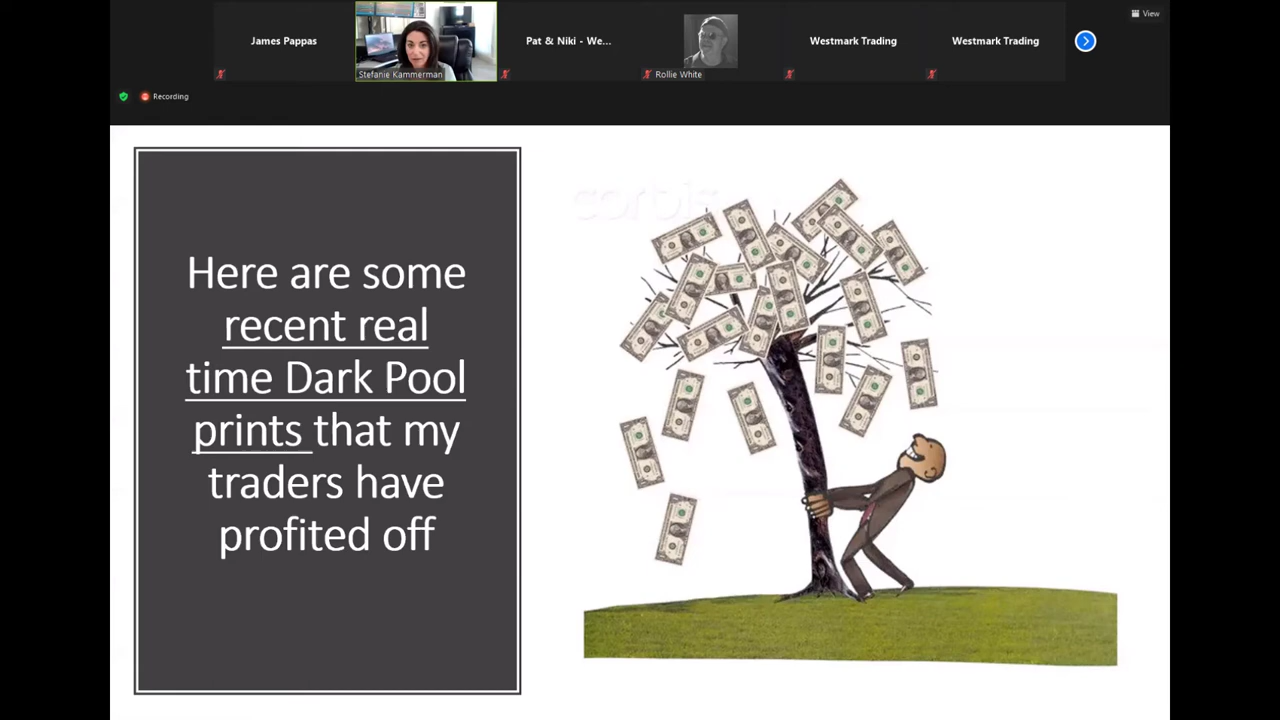 View
James Pappas
Stefanie Kammerman
Pat & Niki - We...
Rollie White
Westmark Trading
Westmark Trading
Recording
corbis
Here are some
recent real
time Dark Pool
prints that my
traders have
profited off